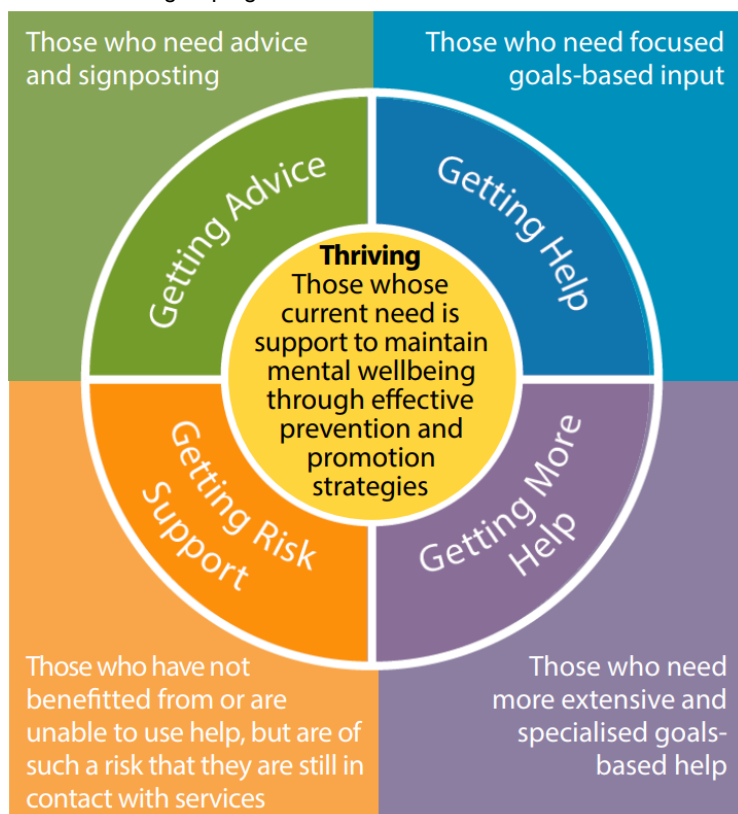 Those who need advice
and signposting
Those who need focused
goals-based input
Getting Advice
Getting Help
Thriving
Those whose
current need is
support to maintain
mental wellbeing
through effective
prevention and
promotion
strategies
Getting Risk
Support
Getting More
Help
Those who have not
benefitted from or are
unable to use help, but are of
such a risk that they are still in
contact with services
Those who need
more extensive and
specialised goals-
based help